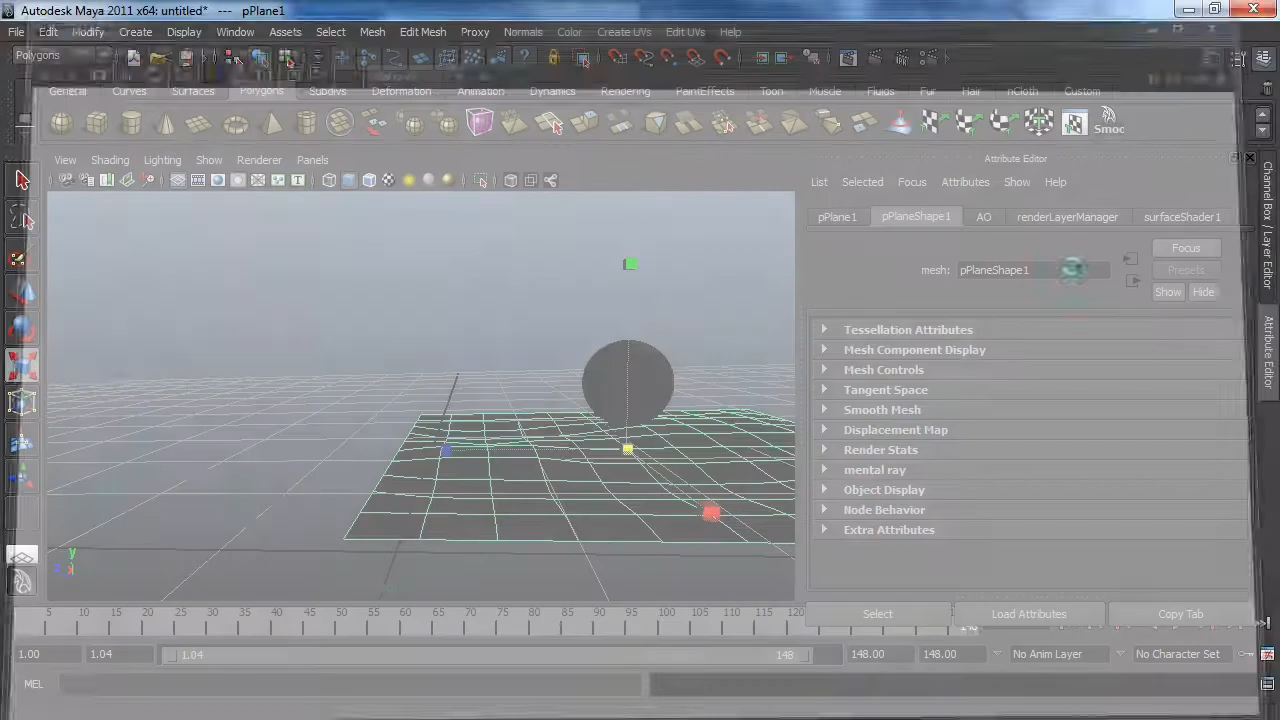 Autodesk Maya 2011 x64: untitled* --- pPlane1
File Edit Modify Create Display Window Assets Select Mesh Edit Mesh Proxy Normals Color Create UVs Edit UVs Help
Polygons
General Curves Surfaces Polygons Subdivs Deformation Animation Dynamics Rendering PaintEffects Toon Muscle Fluids Fur Hair nCloth Custom
Smoc
View Shading Lighting Show Renderer Panels
Attribute Editor
List Selected Focus Attributes Show Help
pPlane1 pPlaneShape1 AO renderLayerManager surfaceShader1
Focus
mesh: pPlaneShape1
Presets
Show Hide
Tessellation Attributes
Mesh Component Display
Mesh Controls
Tangent Space
Smooth Mesh
Displacement Map
Render Stats
mental ray
Object Display
Node Behavior
Extra Attributes
Channel Box / Layer Editor
Attribute Editor
y
z x
5 10 15 20 25 30 35 40 45 50 55 60 65 70 75 80 85 90 95 100 105 110 115 120
Select Load Attributes Copy Tab
1.00 1.04 1.04 148 148.00 148.00 No Anim Layer No Character Set
MEL